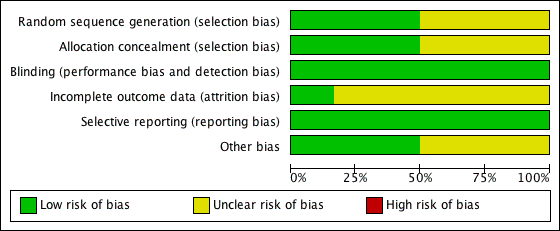 Random sequence generation (selection bias)
Allocation concealment (selection bias)
Blinding (performance bias and detection bias)
Incomplete outcome data (attrition bias)
Selective reporting (reporting bias)
Other bias
0% 25% 50% 75% 100%
Low risk of bias Unclear risk of bias High risk of bias